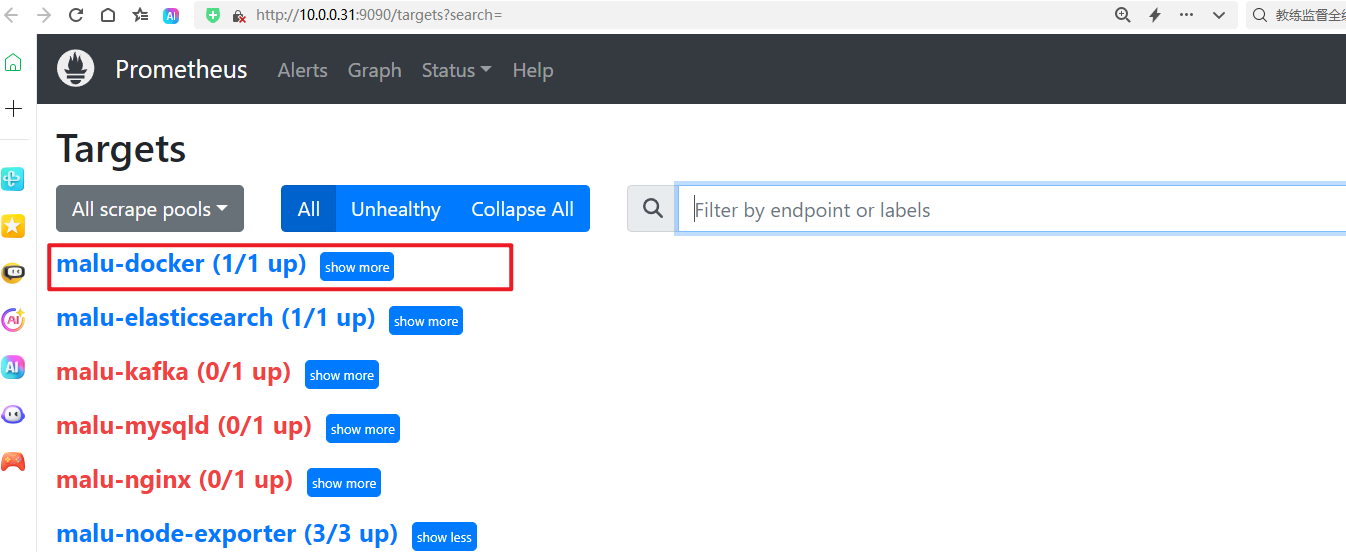 http://10.0.0.31:9090/targets?search=
Prometheus Alerts Graph Status Help
Targets
All scrape pools All Unhealthy Collapse All Filter by endpoint or labels
malu-docker (1/1 up) show more
malu-elasticsearch (1/1 up) show more
malu-kafka (0/1 up) show more
malu-mysqld (0/1 up) show more
malu-nginx (0/1 up) show more
malu-node-exporter (3/3 up) show less
AI
教练监督全
AI
AI